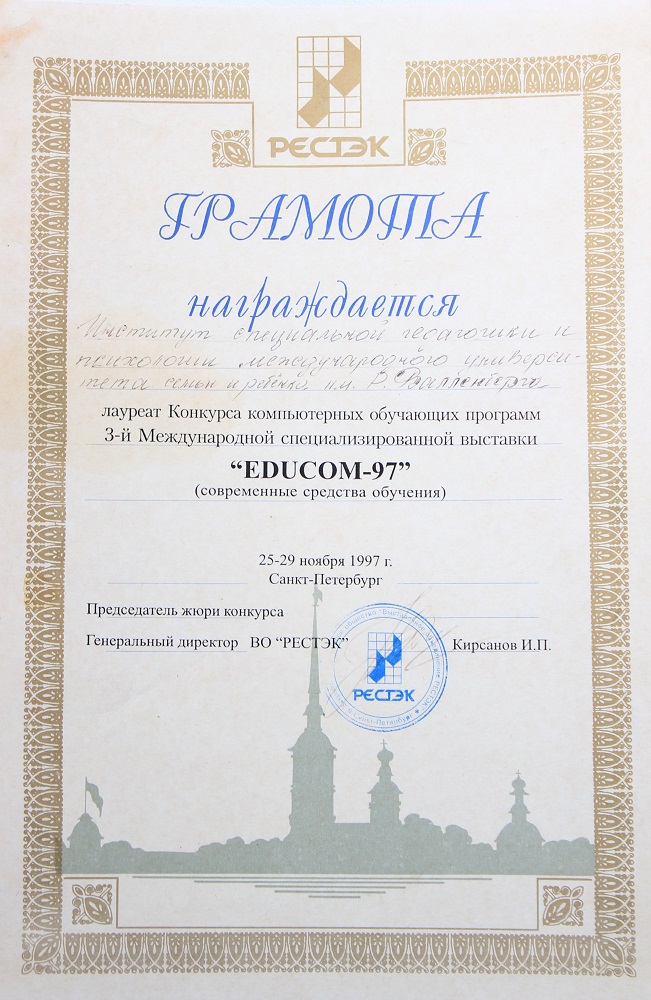 РЕСТЭК
ГРАМОТА
награждается
Институт специальной педагогики и
психологии международного универси-
тета семьи и ребёнка им. Р. Валленберга
лауреат Конкурса компьютерных обучающих программ
3-й Международной специализированной выставки
“EDUCOM-97”
(современные средства обучения)
25-29 ноября 1997 г.
Санкт-Петербург
Председатель жюри конкурса
Генеральный директор ВО “РЕСТЭК” Кирсанов И.П.
РЕСТЭК